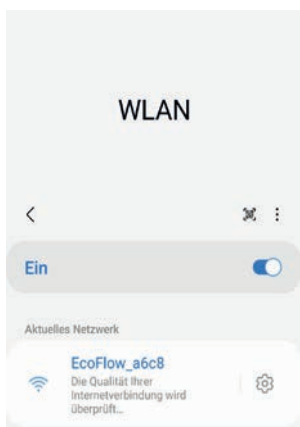 WLAN
Ein
Aktuelles Netzwerk
EcoFlow_a6c8
Die Qualität Ihrer
Internetverbindung wird
überprüft...